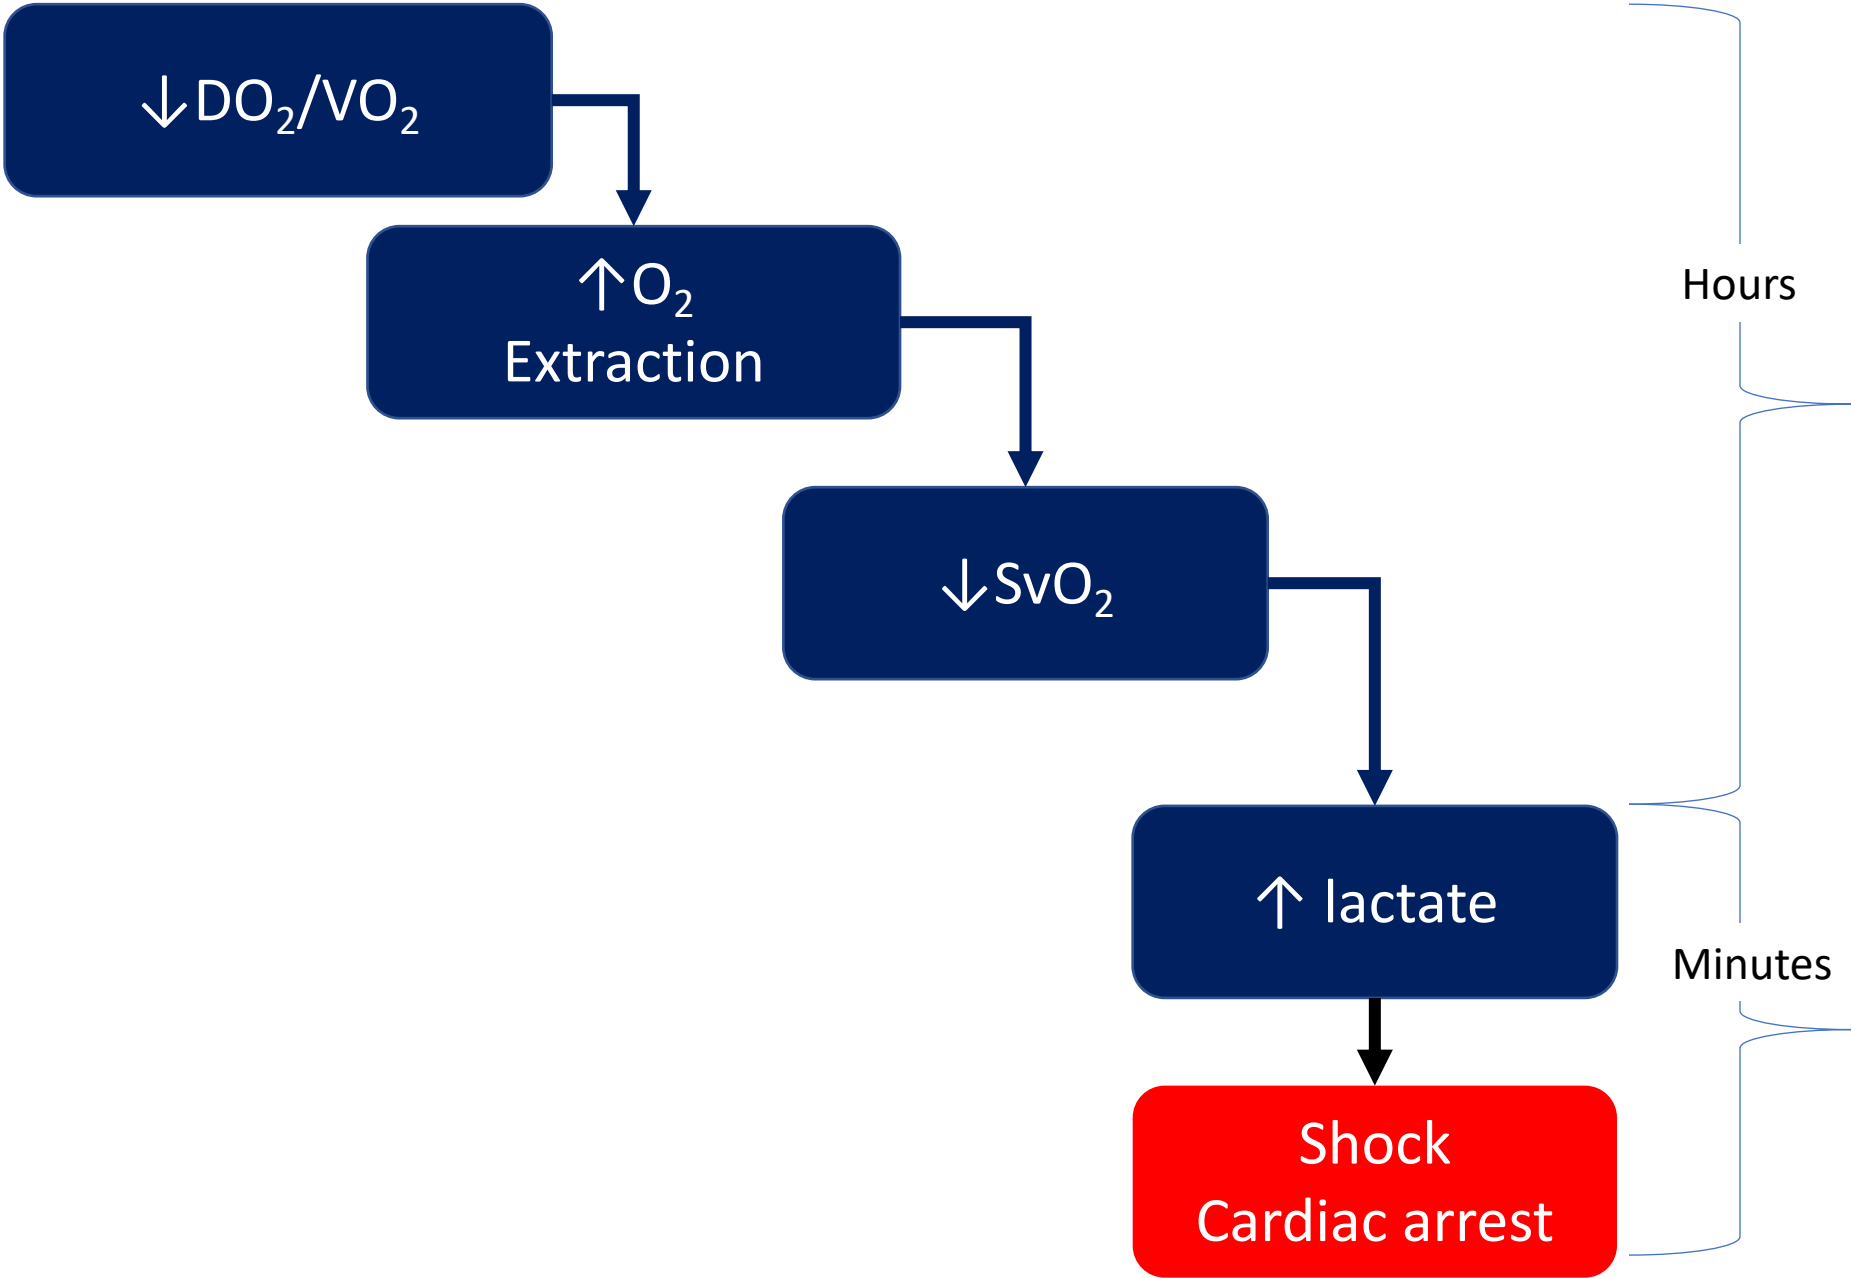 ↓DO₂/VO₂
↑O₂
Extraction
Hours
↓SvO₂
↑ lactate
Minutes
Shock
Cardiac arrest